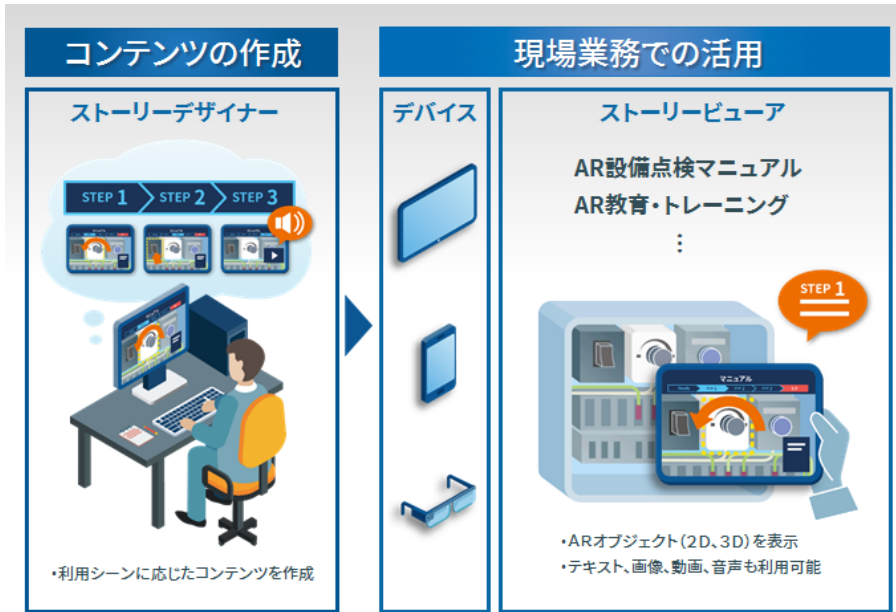 コンテンツの作成
現場業務での活用
ストーリーデザイナー
STEP 1 STEP 2 STEP 3
・利用シーンに応じたコンテンツを作成
デバイス
ストーリービューア
AR設備点検マニュアル
AR教育・トレーニング
⋮
STEP 1
マニュアル
・ARオブジェクト(2D、3D)を表示
・テキスト、画像、動画、音声も利用可能